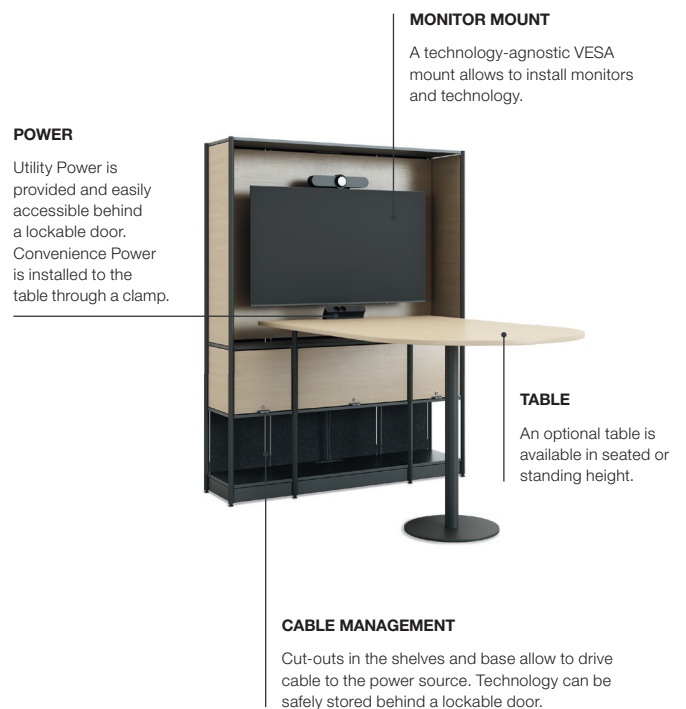 MONITOR MOUNT
A technology-agnostic VESA
mount allows to install monitors
and technology.
POWER
Utility Power is
provided and easily
accessible behind
a lockable door.
Convenience Power
is installed to the
table through a clamp.
TABLE
An optional table is
available in seated or
standing height.
CABLE MANAGEMENT
Cut-outs in the shelves and base allow to drive
cable to the power source. Technology can be
safely stored behind a lockable door.